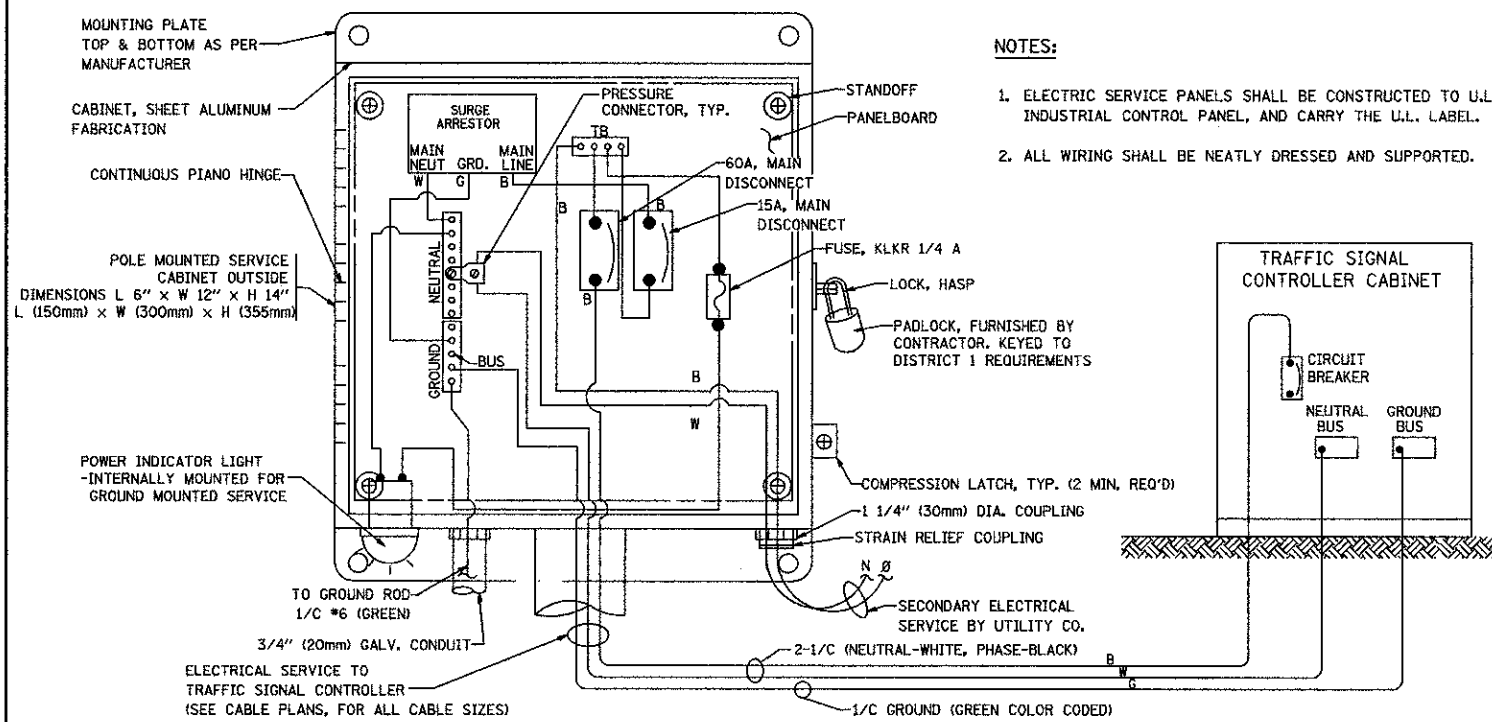 MOUNTING PLATE
TOP & BOTTOM AS PER
MANUFACTURER
CABINET, SHEET ALUMINUM
FABRICATION
CONTINUOUS PIANO HINGE
POLE MOUNTED SERVICE
CABINET OUTSIDE
DIMENSIONS L 6" x W 12" x H 14"
L (150mm) x W (300mm) x H (355mm)
POWER INDICATOR LIGHT
-INTERNALLY MOUNTED FOR
GROUND MOUNTED SERVICE
TO GROUND ROD
1/C #6 (GREEN)
3/4" (20mm) GALV. CONDUIT
ELECTRICAL SERVICE TO
TRAFFIC SIGNAL CONTROLLER
(SEE CABLE PLANS, FOR ALL CABLE SIZES)
SURGE
ARRESTOR
MAIN
NEUT
GRD.
MAIN
LINE
W
G
B
PRESSURE
CONNECTOR, TYP.
TB
STANDOFF
PANELBOARD
60A, MAIN
DISCONNECT
B
B
15A, MAIN
DISCONNECT
FUSE, KLKR 1/4 A
B
NEUTRAL
GROUND
BUS
LOCK, HASP
PADLOCK, FURNISHED BY
CONTRACTOR. KEYED TO
DISTRICT 1 REQUIREMENTS
B
W
COMPRESSION LATCH, TYP. (2 MIN. REQ'D)
1 1/4" (30mm) DIA. COUPLING
STRAIN RELIEF COUPLING
N Ø
SECONDARY ELECTRICAL
SERVICE BY UTILITY CO.
2-1/C (NEUTRAL-WHITE, PHASE-BLACK)
B
W
G
1/C GROUND (GREEN COLOR CODED)
NOTES:
1. ELECTRIC SERVICE PANELS SHALL BE CONSTRUCTED TO U.L
INDUSTRIAL CONTROL PANEL, AND CARRY THE U.L. LABEL.
2. ALL WIRING SHALL BE NEATLY DRESSED AND SUPPORTED.
TRAFFIC SIGNAL
CONTROLLER CABINET
CIRCUIT
BREAKER
NEUTRAL
BUS
GROUND
BUS